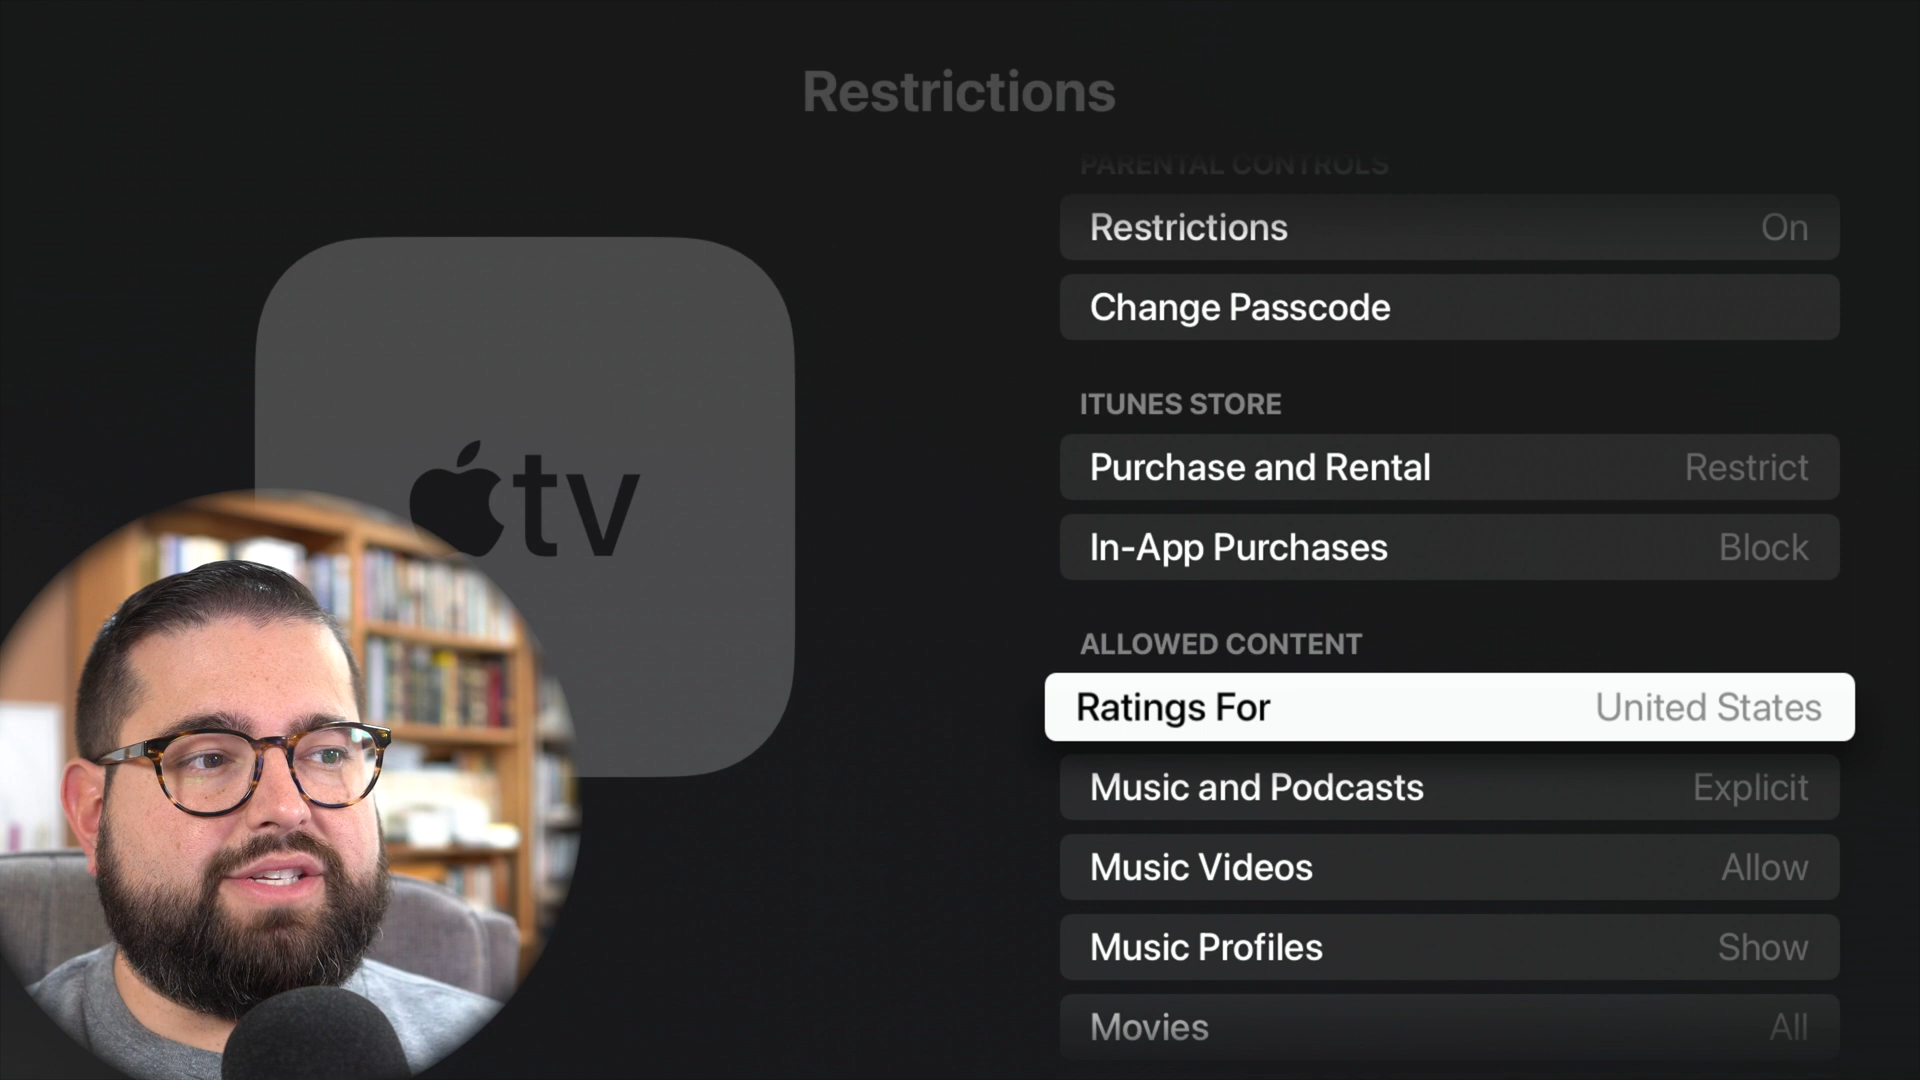 Restrictions
PARENTAL CONTROLS
Restrictions On
Change Passcode
ITUNES STORE
Purchase and Rental Restrict
In-App Purchases Block
ALLOWED CONTENT
Ratings For United States
Music and Podcasts Explicit
Music Videos Allow
Music Profiles Show
Movies All
tv